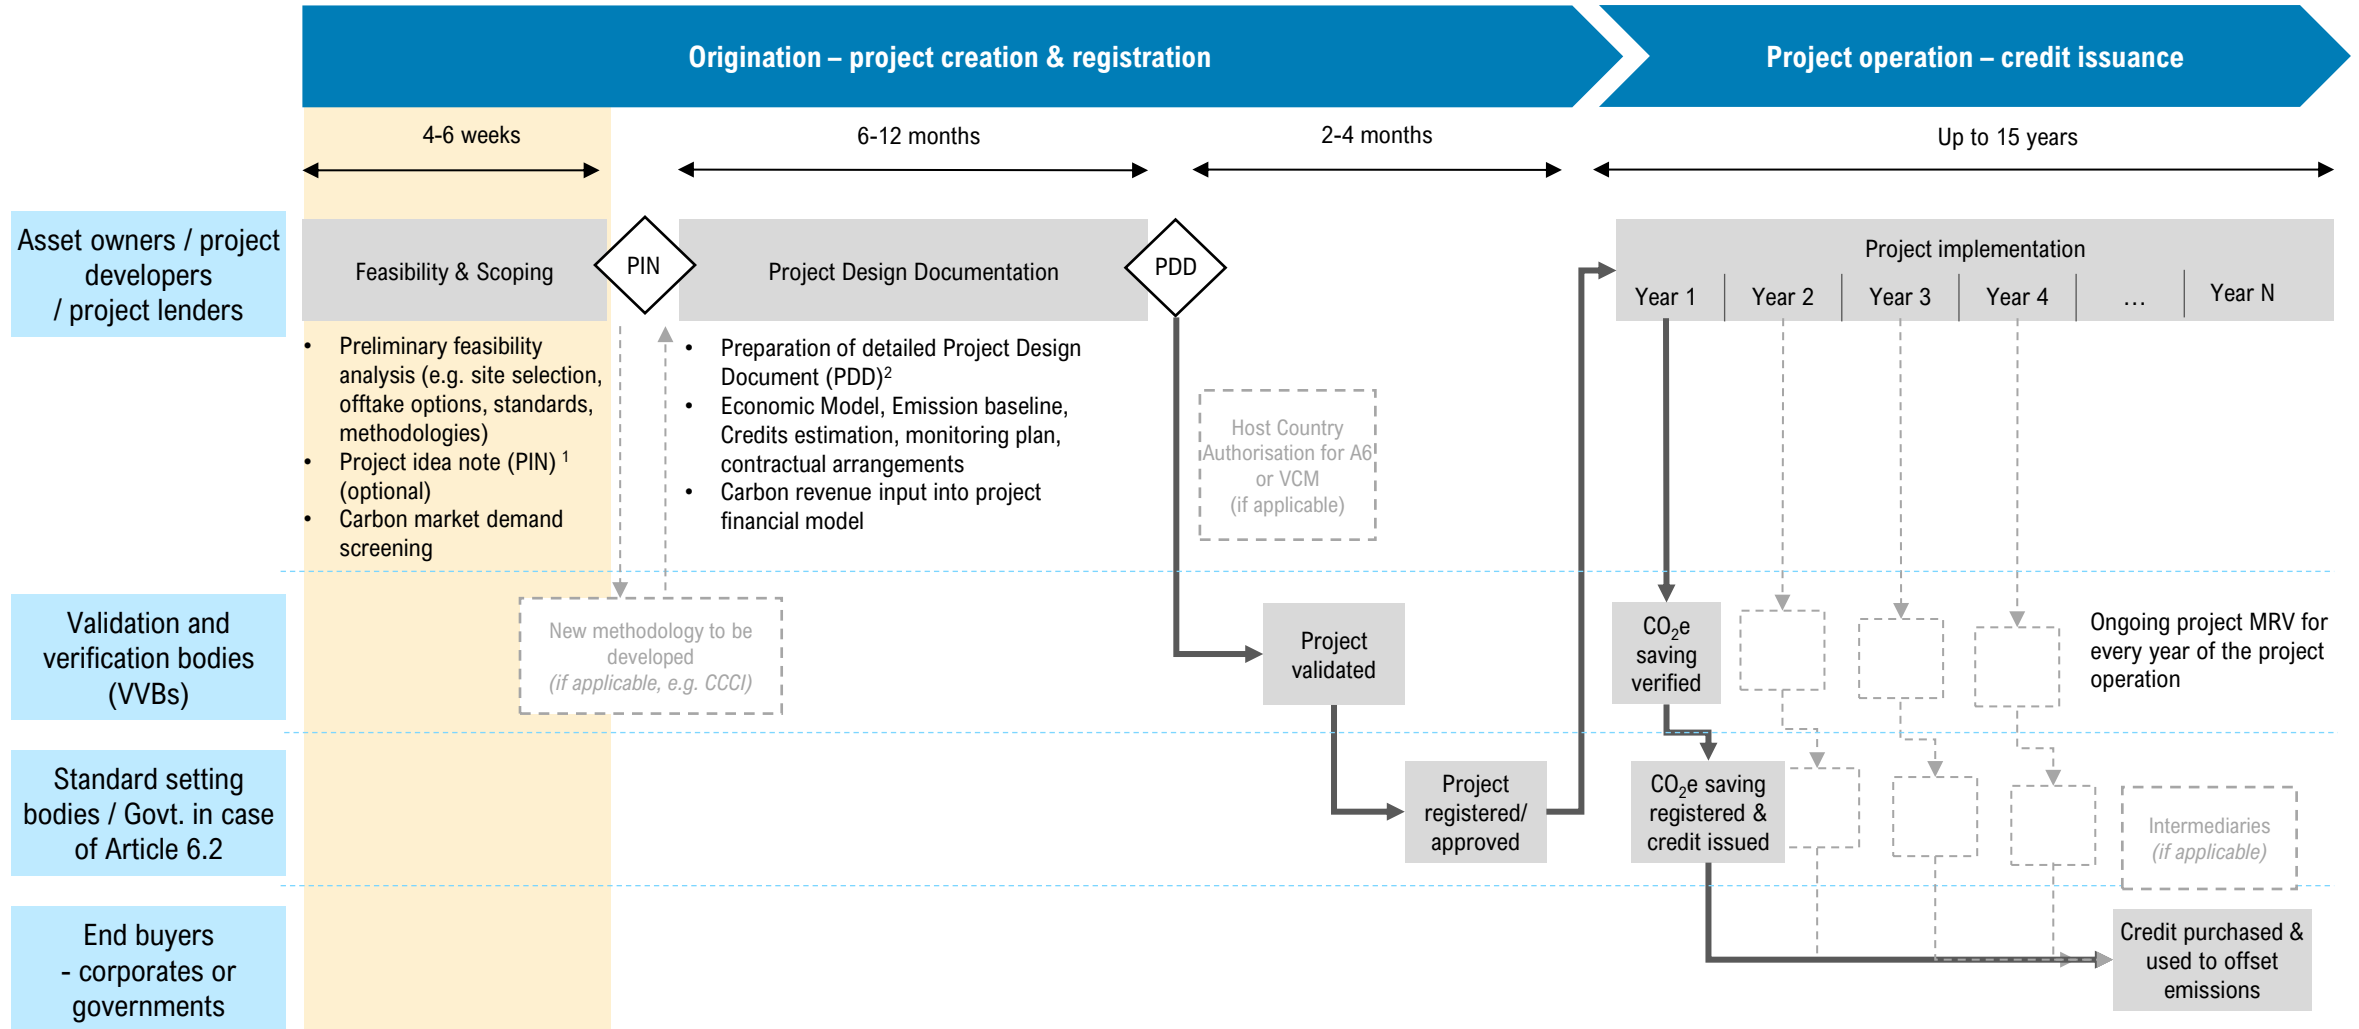 Origination – project creation & registration
Project operation – credit issuance
4-6 weeks
6-12 months
2-4 months
Up to 15 years
Asset owners / project
developers
/ project lenders
Feasibility & Scoping
PIN
Project Design Documentation
PDD
Project implementation
Year 1
Year 2
Year 3
Year 4
...
Year N
• Preliminary feasibility
analysis (e.g. site selection,
offtake options, standards,
methodologies)
• Project idea note (PIN) ¹
(optional)
• Carbon market demand
screening
• Preparation of detailed Project Design
Document (PDD)²
• Economic Model, Emission baseline,
Credits estimation, monitoring plan,
contractual arrangements
• Carbon revenue input into project
financial model
Host Country
Authorisation for A6
or VCM
(if applicable)
Validation and
verification bodies
(VVBs)
New methodology to be
developed
(if applicable, e.g. CCCI)
Project
validated
CO₂e
saving
verified
Ongoing project MRV for
every year of the project
operation
Standard setting
bodies / Govt. in case
of Article 6.2
Project
registered/
approved
CO₂e saving
registered &
credit issued
Intermediaries
(if applicable)
End buyers
- corporates or
governments
Credit purchased &
used to offset
emissions